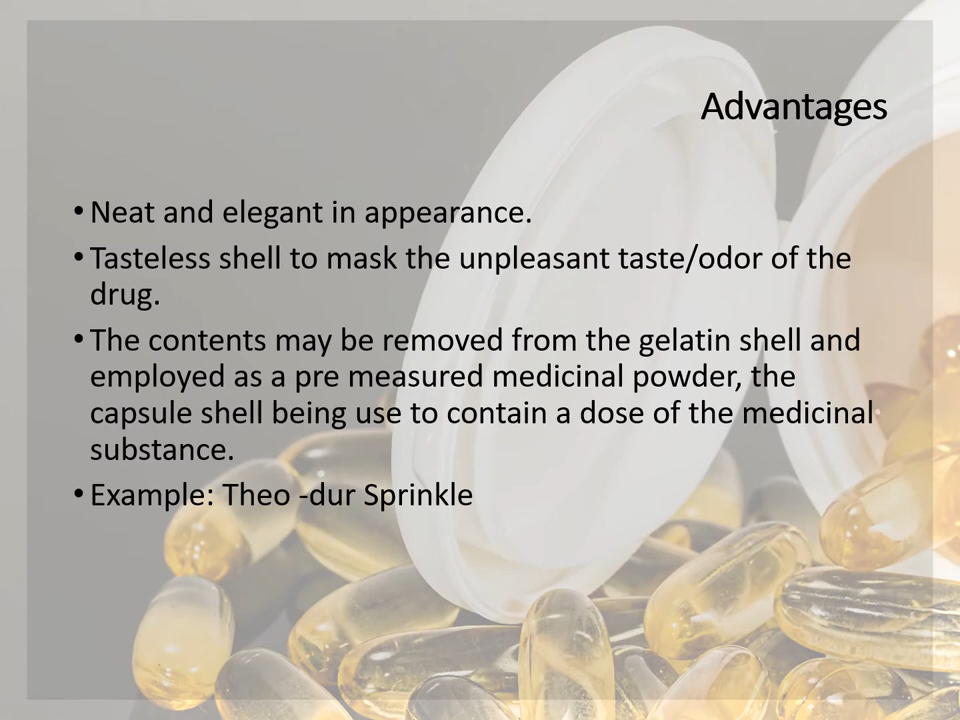 Advantages
• Neat and elegant in appearance.
• Tasteless shell to mask the unpleasant taste/odor of the
drug.
• The contents may be removed from the gelatin shell and
employed as a pre measured medicinal powder, the
capsule shell being use to contain a dose of the medicinal
substance.
• Example: Theo -dur Sprinkle